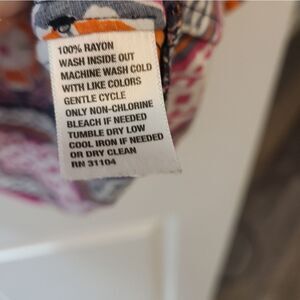 100% RAYON
WASH INSIDE OUT
MACHINE WASH COLD
WITH LIKE COLORS
GENTLE CYCLE
ONLY NON-CHLORINE
BLEACH IF NEEDED
TUMBLE DRY LOW
COOL IRON IF NEEDED
OR DRY CLEAN
RN 31104